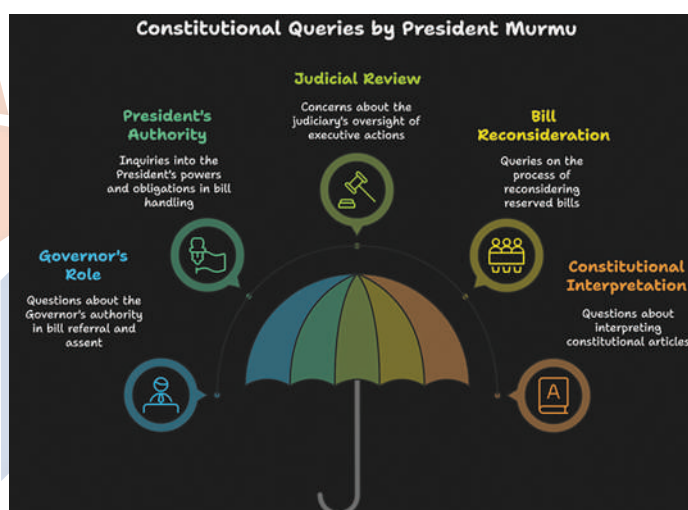 Constitutional Queries by President Murmu
Judicial Review
Concerns about the
judiciary's oversight of
executive actions
President's
Authority
Inquiries into the
President's powers
and obligations in bill
handling
Bill
Reconsideration
Queries on the
process of
reconsidering
reserved bills
Governor's
Role
Questions about the
Governor's authority
in bill referral and
assent
Constitutional
Interpretation
Questions about
interpreting
constitutional articles
A